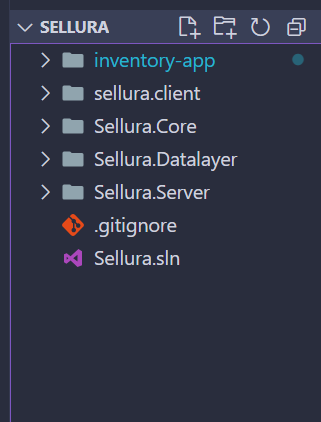 SELLURA
inventory-app
sellura.client
Sellura.Core
Sellura.Datalayer
Sellura.Server
.gitignore
Sellura.sln